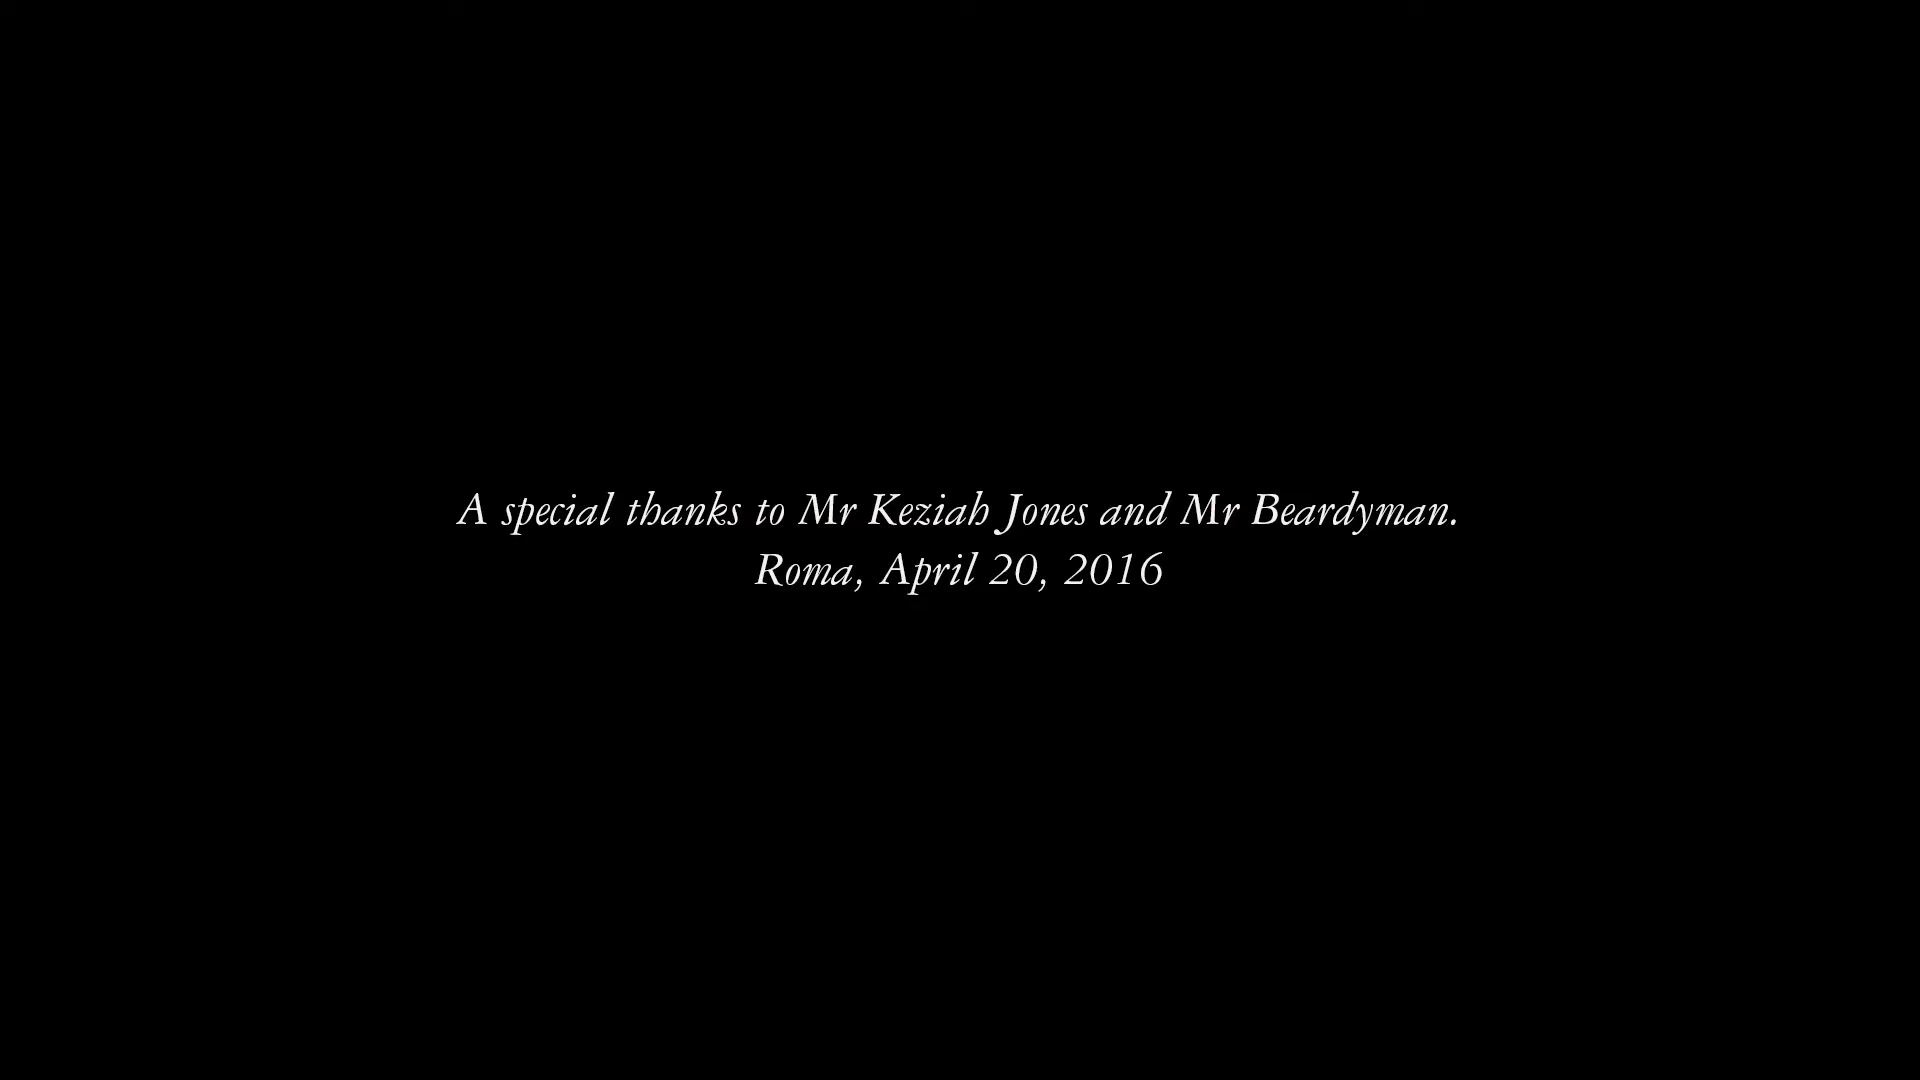 A special thanks to Mr Keziah Jones and Mr Beardyman.
Roma, April 20, 2016